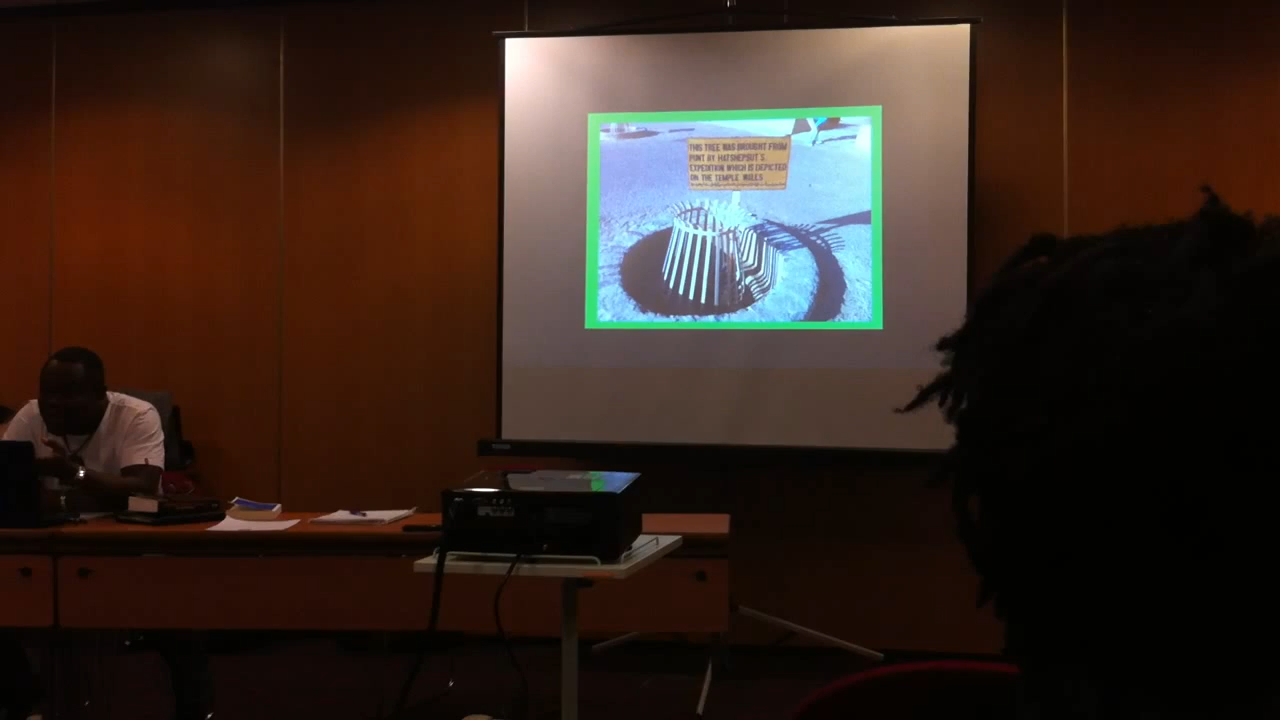 THIS TREE WAS BROUGHT FROM
PUNT BY HATSHEPSUT'S
EXPEDITION WHICH IS DEPICTED
ON THE TEMPLE WALLS